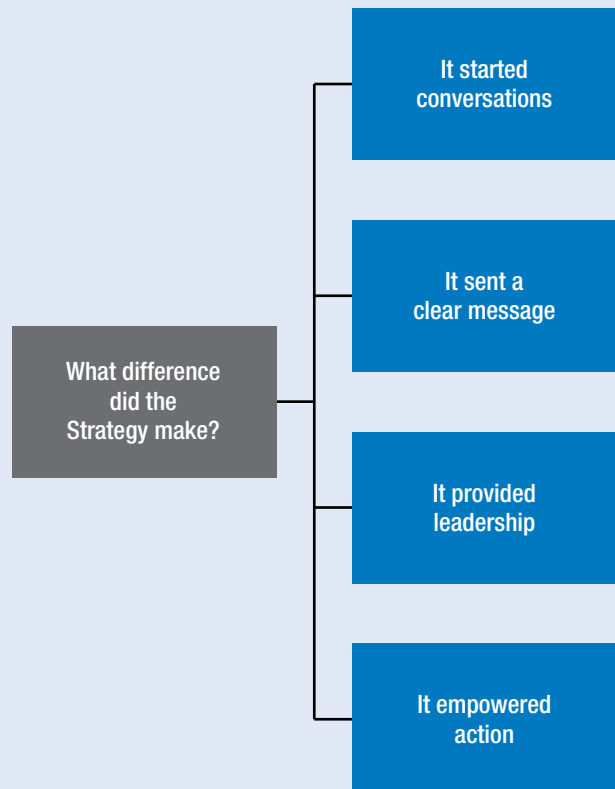 It started
conversations
It sent a
clear message
What difference
did the
Strategy make?
It provided
leadership
It empowered
action